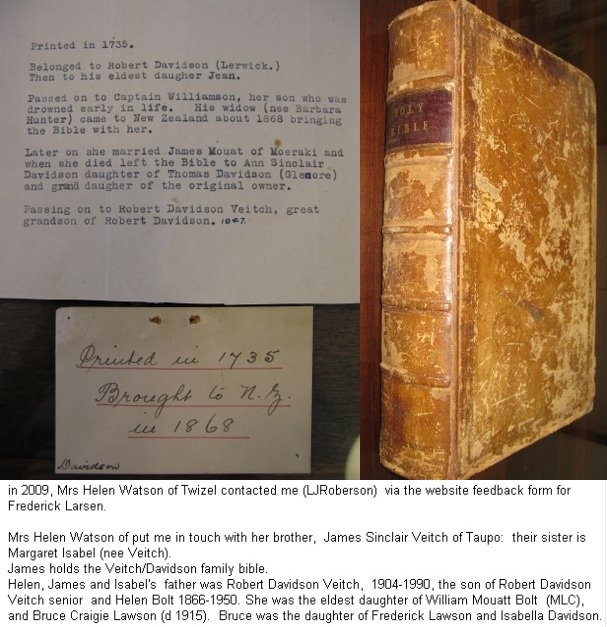 Printed in 1735.
Belonged to Robert Davidson (Lerwick.)
Then to his eldest daugher Jean.
Passed on to Captain Williamson, her son who was
drowned early in life. His widow (nee Barbara
Hunter) came to New Zealand about 1868 bringing
the Bible with her.
Later on she married James Mouat of Moeraki and
when she died left the Bible to Ann Sinclair
Davidson daughter of Thomas Davidson (Glenore)
and grand daugher of the original owner.
Passing on to Robert Davidson Veitch, great
grandson of Robert Davidson.
Printed in 1735
Brought to N.Z.
in 1868
Davidson
HOLY
BIBLE
in 2009, Mrs Helen Watson of Twizel contacted me (LJRoberson) via the website feedback form for
Frederick Larsen.
Mrs Helen Watson of put me in touch with her brother, James Sinclair Veitch of Taupo: their sister is
Margaret Isabel (nee Veitch).
James holds the Veitch/Davidson family bible.
Helen, James and Isabel's father was Robert Davidson Veitch, 1904-1990, the son of Robert Davidson
Veitch senior and Helen Bolt 1866-1950. She was the eldest daughter of William Mouatt Bolt (MLC),
and Bruce Craigie Lawson (d 1915). Bruce was the daughter of Frederick Lawson and Isabella Davidson.